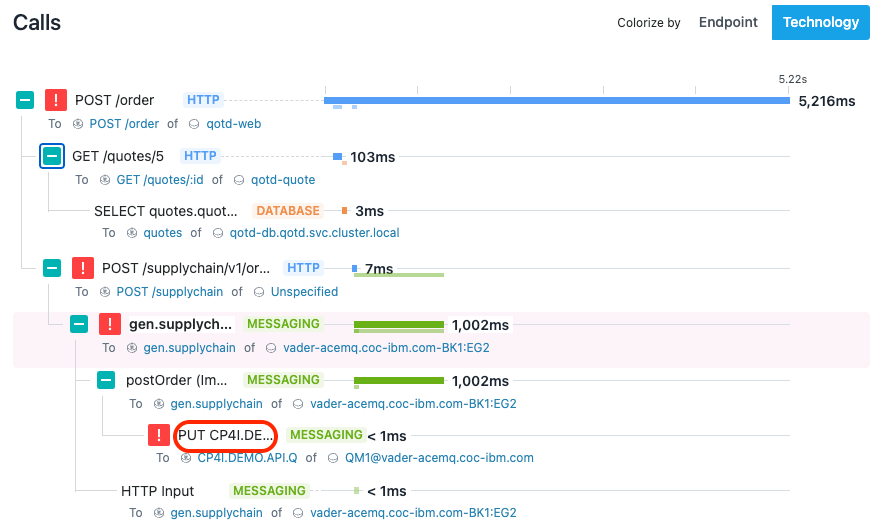 Calls
Colorize by Endpoint Technology
5.22s
POST /order HTTP 5,216ms
To POST /order of qotd-web
GET /quotes/5 HTTP 103ms
To GET /quotes/:id of qotd-quote
SELECT quotes.quot... DATABASE 3ms
To quotes of qotd-db.qotd.svc.cluster.local
! POST /supplychain/v1/or... HTTP 7ms
To POST /supplychain of Unspecified
! gen.supplych... MESSAGING 1,002ms
To gen.supplychain of vader-acemq.coc-ibm.com-BK1:EG2
postOrder (Im... MESSAGING 1,002ms
To gen.supplychain of vader-acemq.coc-ibm.com-BK1:EG2
! PUT CP4I.DE... MESSAGING < 1ms
To CP4I.DEMO.API.Q of QM1@vader-acemq.coc-ibm.com
HTTP Input MESSAGING < 1ms
To gen.supplychain of vader-acemq.coc-ibm.com-BK1:EG2